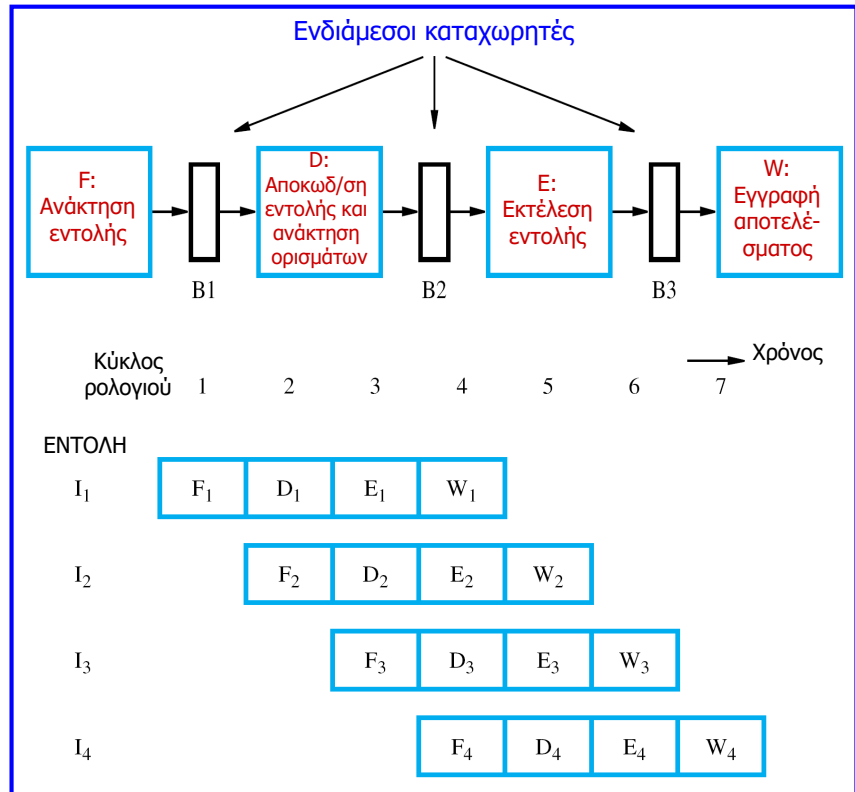 Ενδιάμεσοι καταχωρητές
F:
Ανάκτηση
εντολής
D:
Αποκωδ/ση
εντολής και
ανάκτηση
ορισμάτων
E:
Εκτέλεση
εντολής
W:
Εγγραφή
αποτελέ-
σματος
B1
B2
B3
Χρόνος
Κύκλος
ρολογιού 1 2 3 4 5 6 7
ΕΝΤΟΛΗ
I1 F1 D1 E1 W1
I2 F2 D2 E2 W2
I3 F3 D3 E3 W3
I4 F4 D4 E4 W4